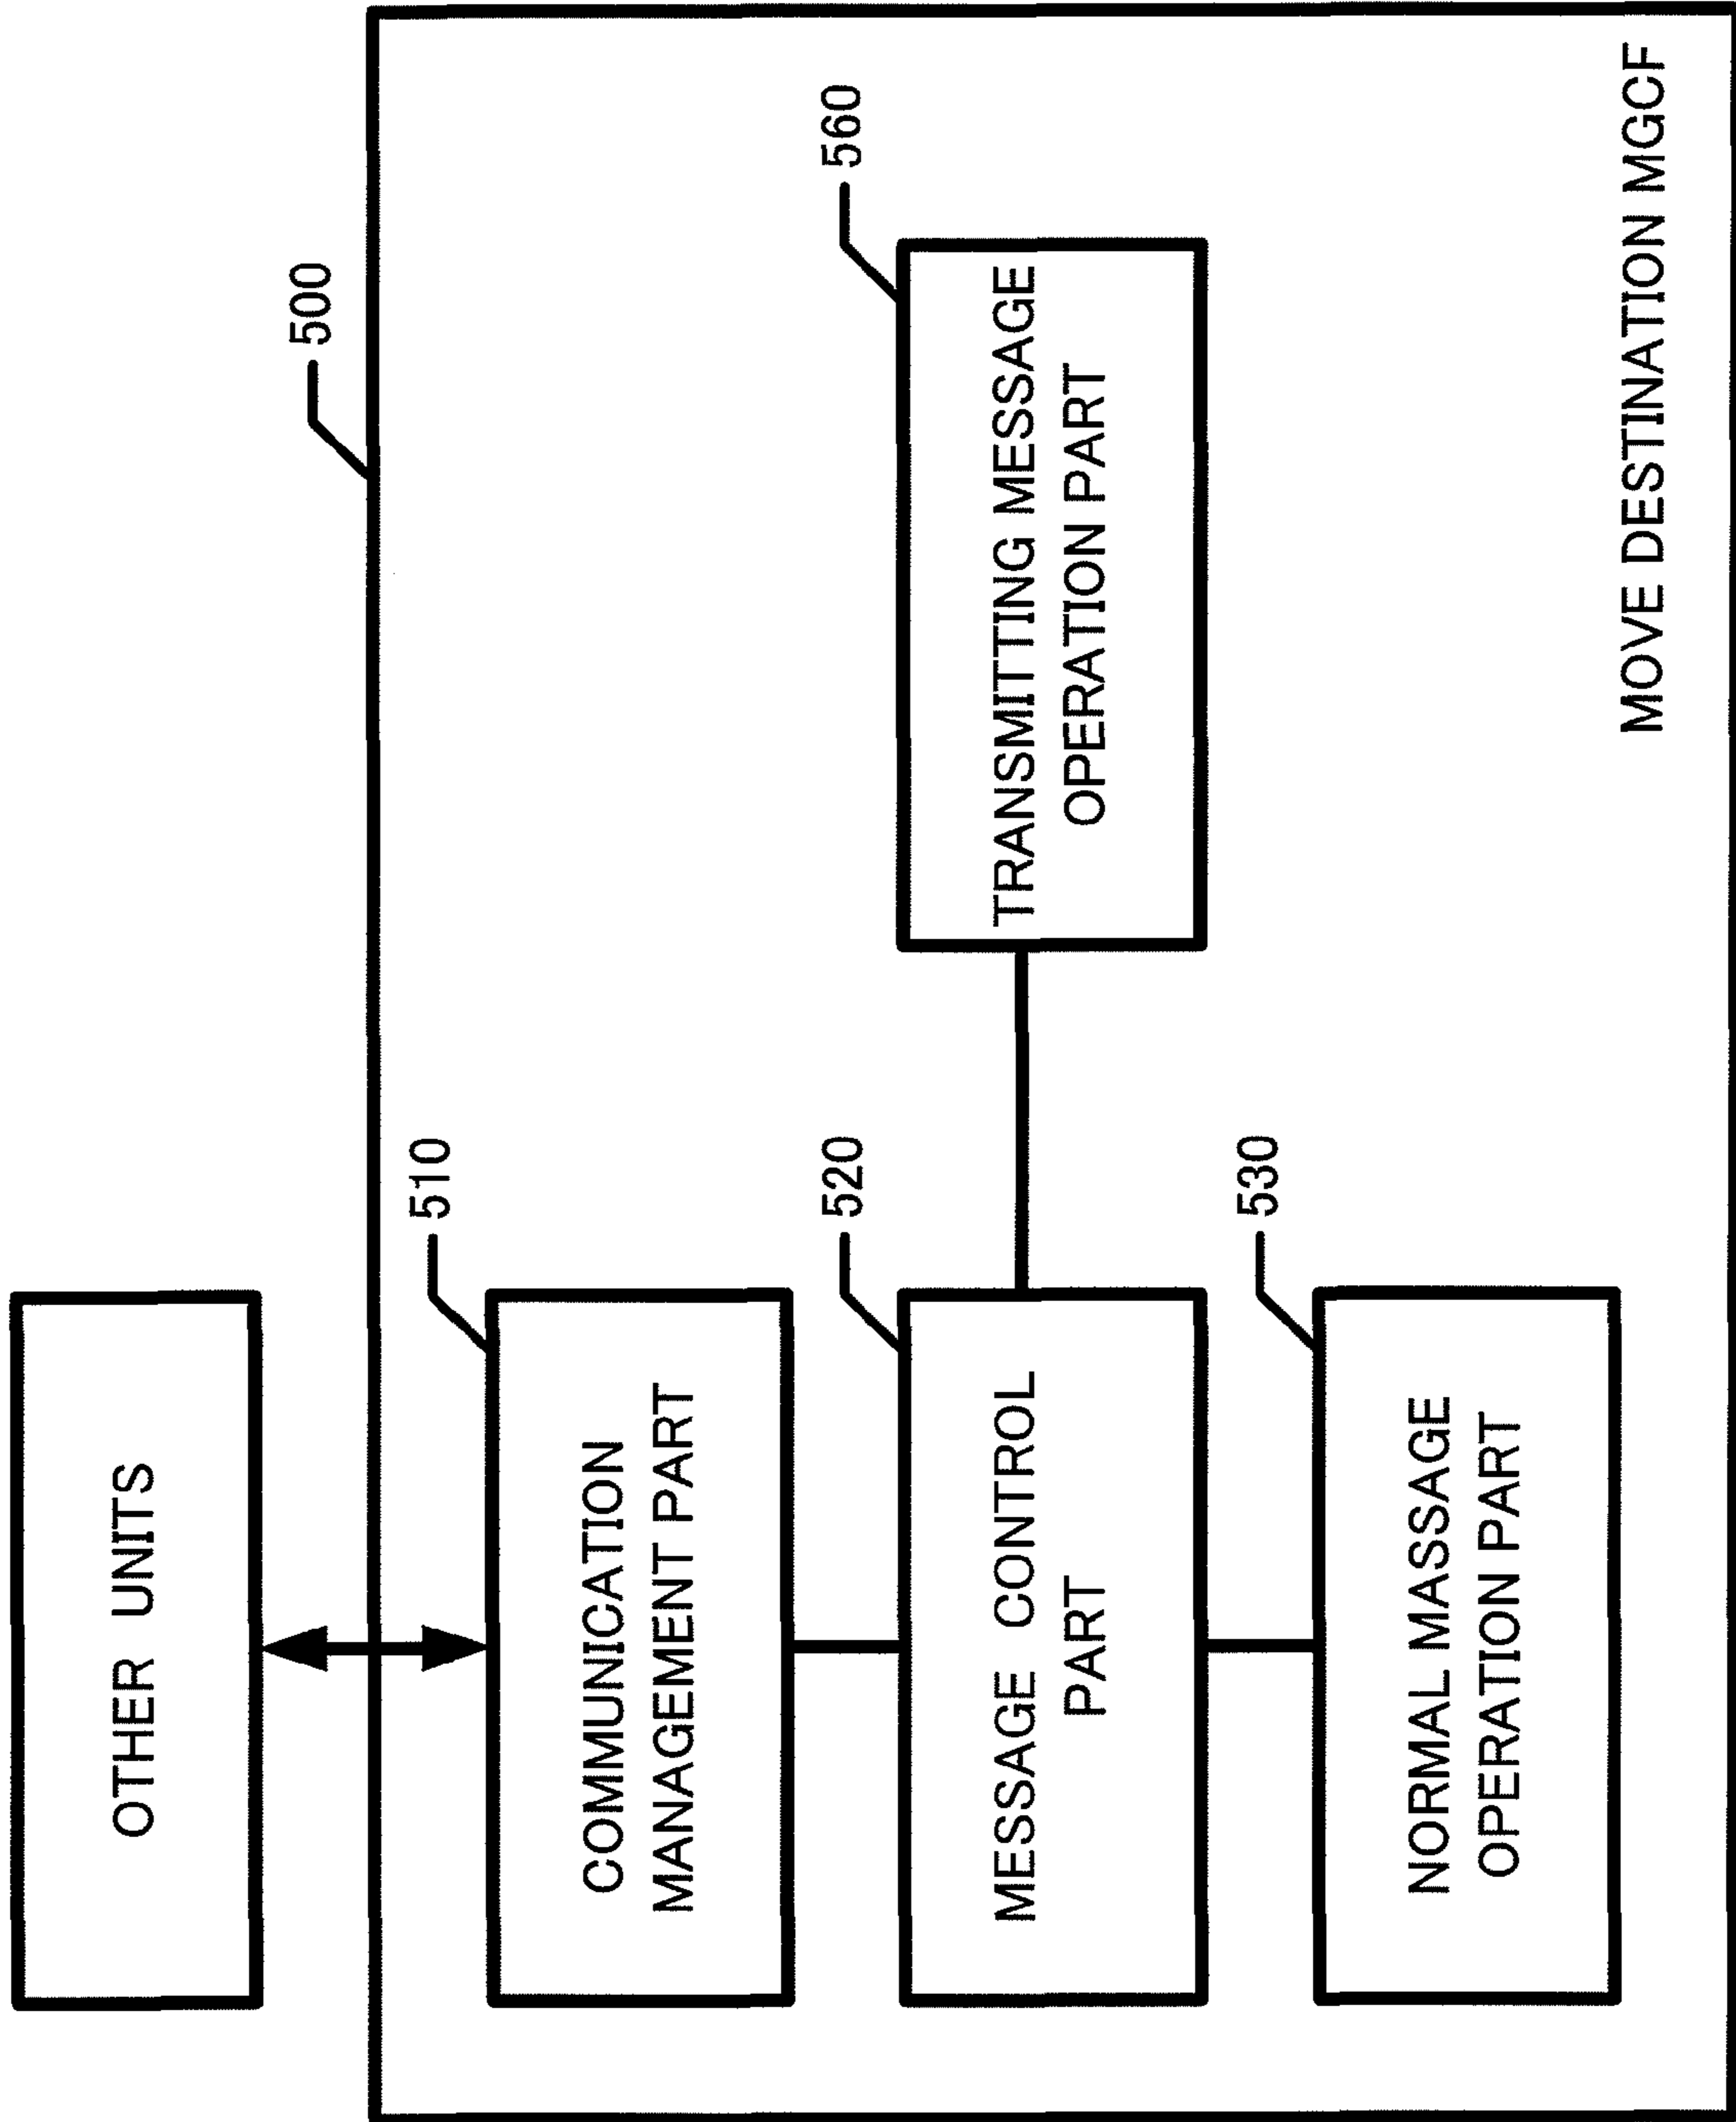 OTHER UNITS
500
510
COMMUNICATION
MANAGEMENT PART
520
MESSAGE CONTROL
PART
560
TRANSMITTING MESSAGE
OPERATION PART
530
NORMAL MASSAGE
OPERATION PART
MOVE DESTINATION MGCF